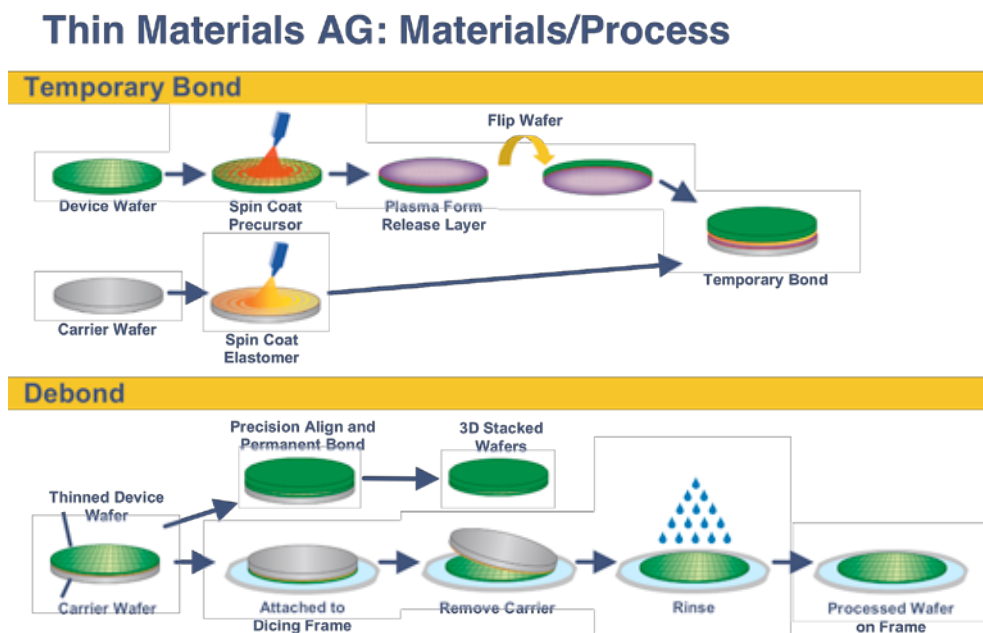 Thin Materials AG: Materials/Process
Temporary Bond
Flip Wafer
Device Wafer
Spin Coat
Precursor
Plasma Form
Release Layer
Temporary Bond
Carrier Wafer
Spin Coat
Elastomer
Debond
Precision Align and
Permanent Bond
3D Stacked
Wafers
Thinned Device
Wafer
Carrier Wafer
Attached to
Dicing Frame
Remove Carrier
Rinse
Processed Wafer
on Frame